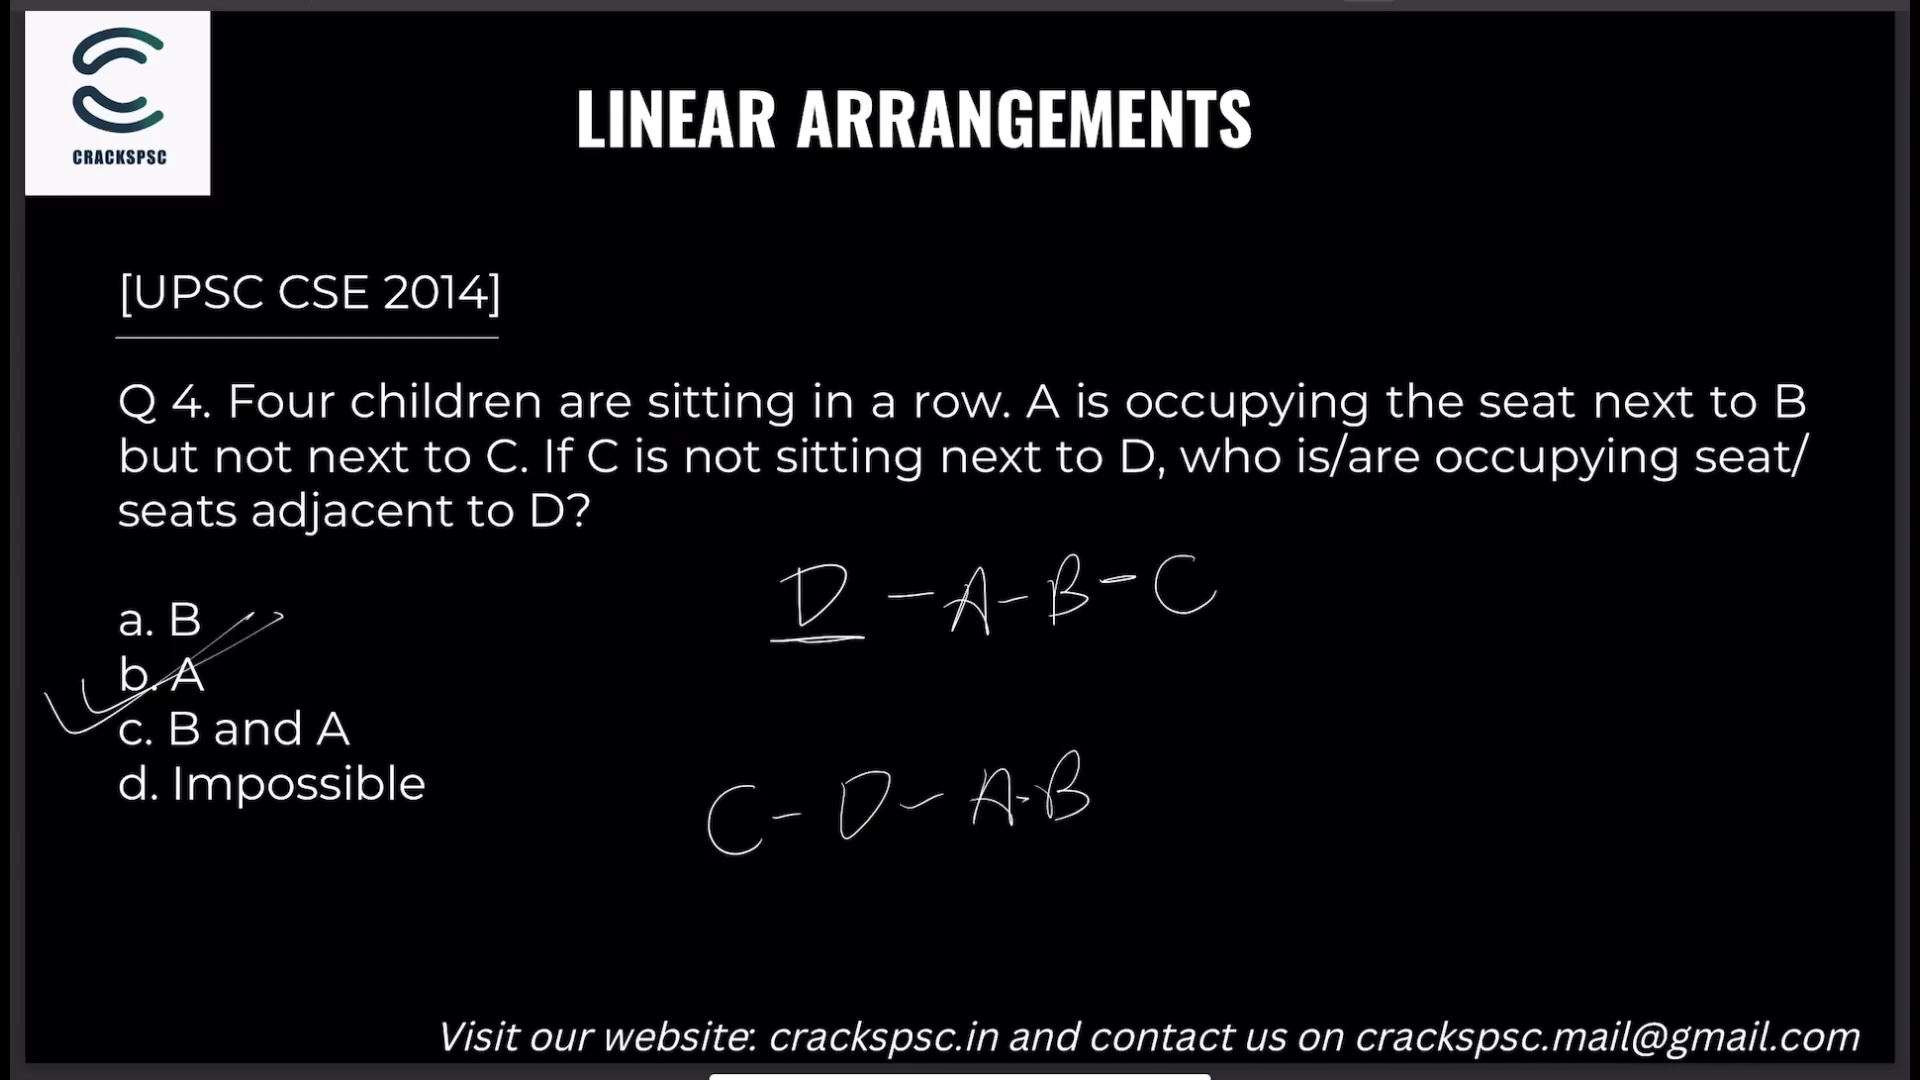 CRACKSPSC
LINEAR ARRANGEMENTS
[UPSC CSE 2014]
Q 4. Four children are sitting in a row. A is occupying the seat next to B
but not next to C. If C is not sitting next to D, who is/are occupying seat/
seats adjacent to D?
D - A - B - C
a. B
b. A
c. B and A
d. Impossible
C - D - A - B
Visit our website: crackspsc.in and contact us on crackspsc.mail@gmail.com